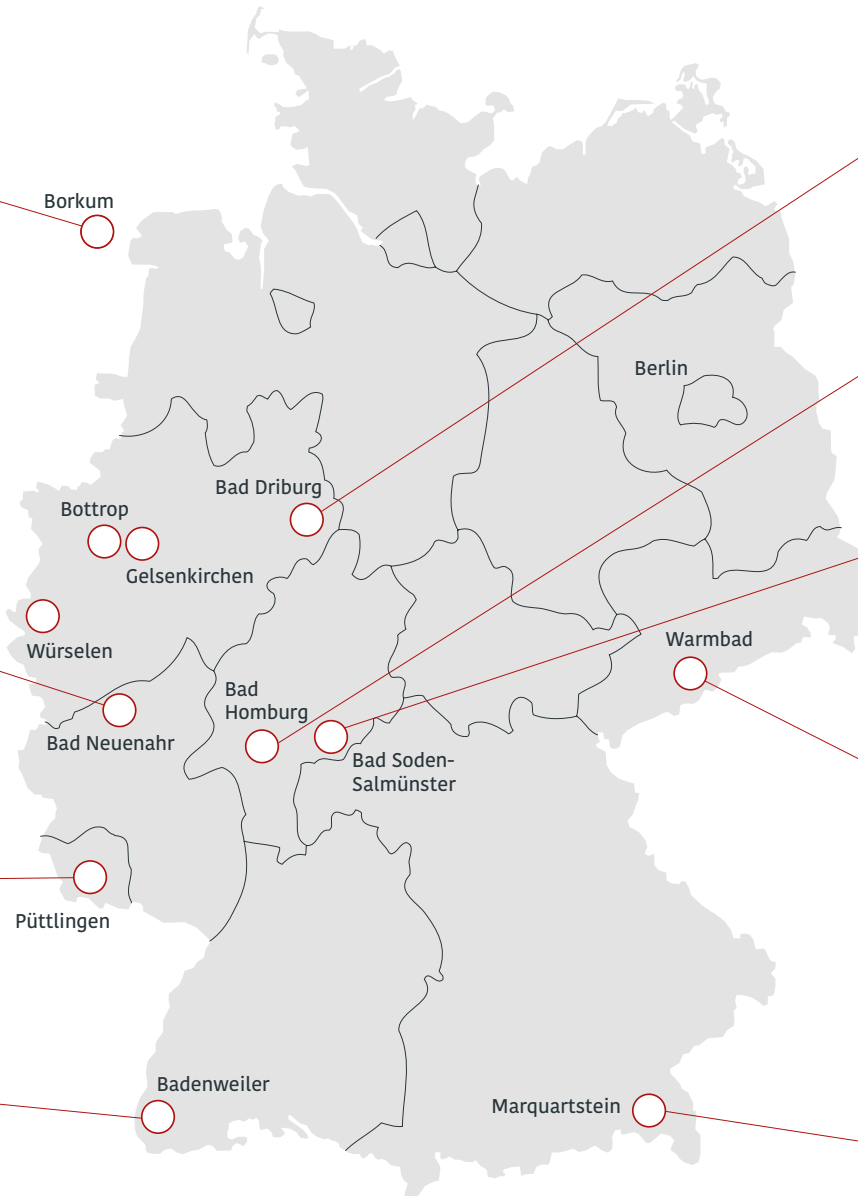 Borkum
Berlin
Bad Driburg
Bottrop
Gelsenkirchen
Würselen
Warmbad
Bad
Homburg
Bad Neuenahr
Bad Soden-
Salmünster
Püttlingen
Badenweiler
Marquartstein